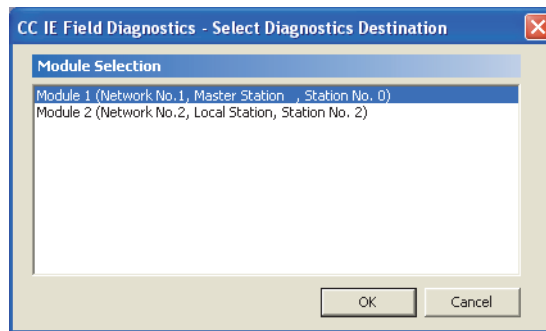 CC IE Field Diagnostics - Select Diagnostics Destination
Module Selection
Module 1 (Network No.1, Master Station , Station No. 0)
Module 2 (Network No.2, Local Station, Station No. 2)
OK Cancel